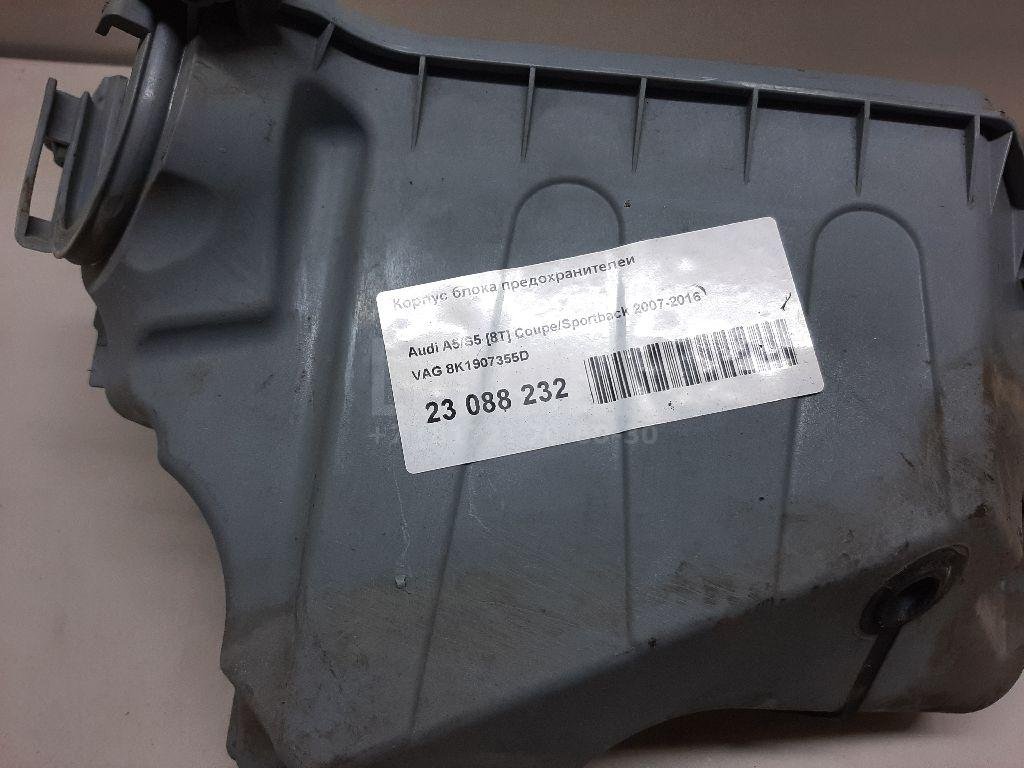 Корпус блока предохранителей
Audi A5/S5 [8T] Coupe/Sportback 2007-2016
VAG 8K1907355D
23 088 232